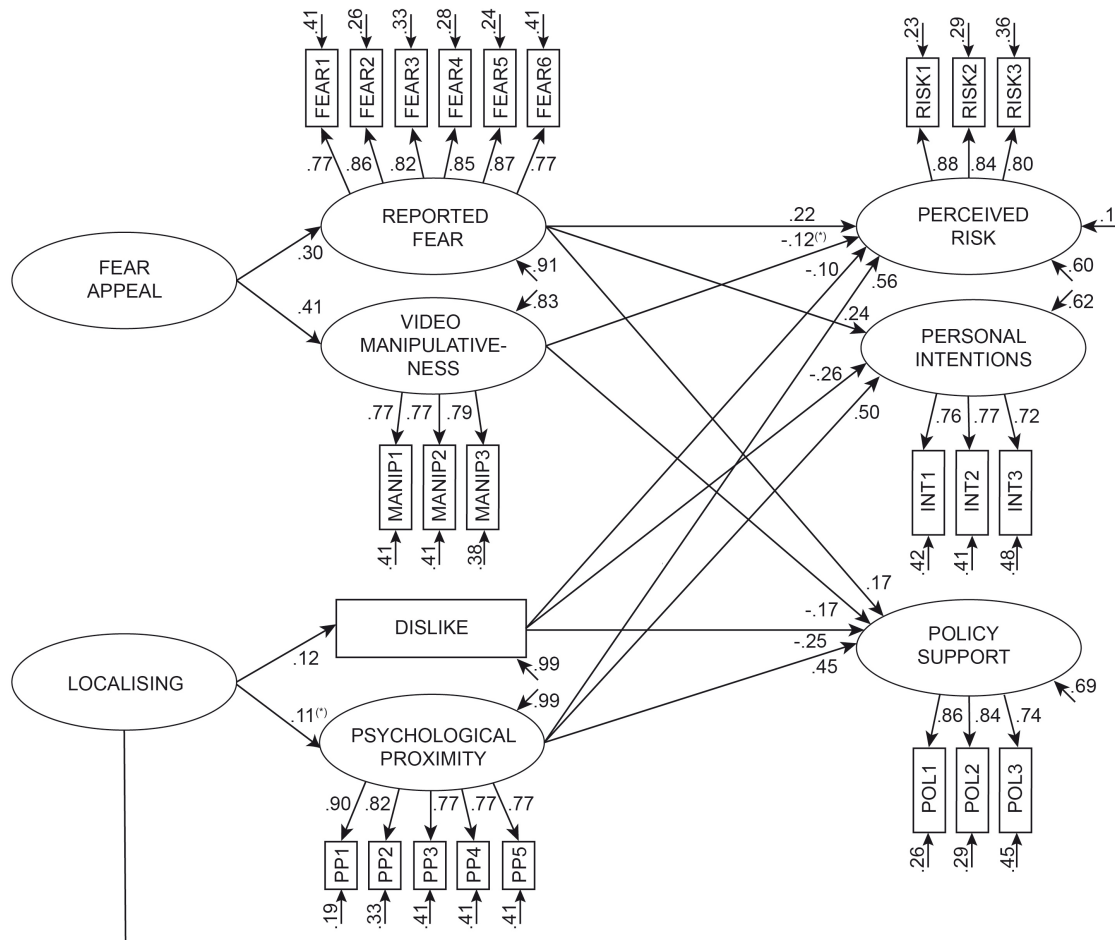 .41 .26 .33 .28 .24 .41
FEAR1 FEAR2 FEAR3 FEAR4 FEAR5 FEAR6
.77 .86 .82 .85 .87 .77
.23 .29 .36
RISK1 RISK2 RISK3
.88 .84 .80
REPORTED
FEAR
PERCEIVED
RISK
.1
FEAR
APPEAL
.30
.41
.22
-.12(*)
-.10
.56
.91
.83
.60
.62
VIDEO
MANIPULATIVE-
NESS
.24
-.26
.50
PERSONAL
INTENTIONS
.77 .77 .79
MANIP1 MANIP2 MANIP3
.41 .41 .38
.76 .77 .72
INT1 INT2 INT3
.42 .41 .48
LOCALISING
.12
.11(*)
DISLIKE
.99
.99
.17
-.17
-.25
.45
POLICY
SUPPORT
.69
PSYCHOLOGICAL
PROXIMITY
.90 .82 .77 .77 .77
PP1 PP2 PP3 PP4 PP5
.19 .33 .41 .41 .41
.86 .84 .74
POL1 POL2 POL3
.26 .29 .45